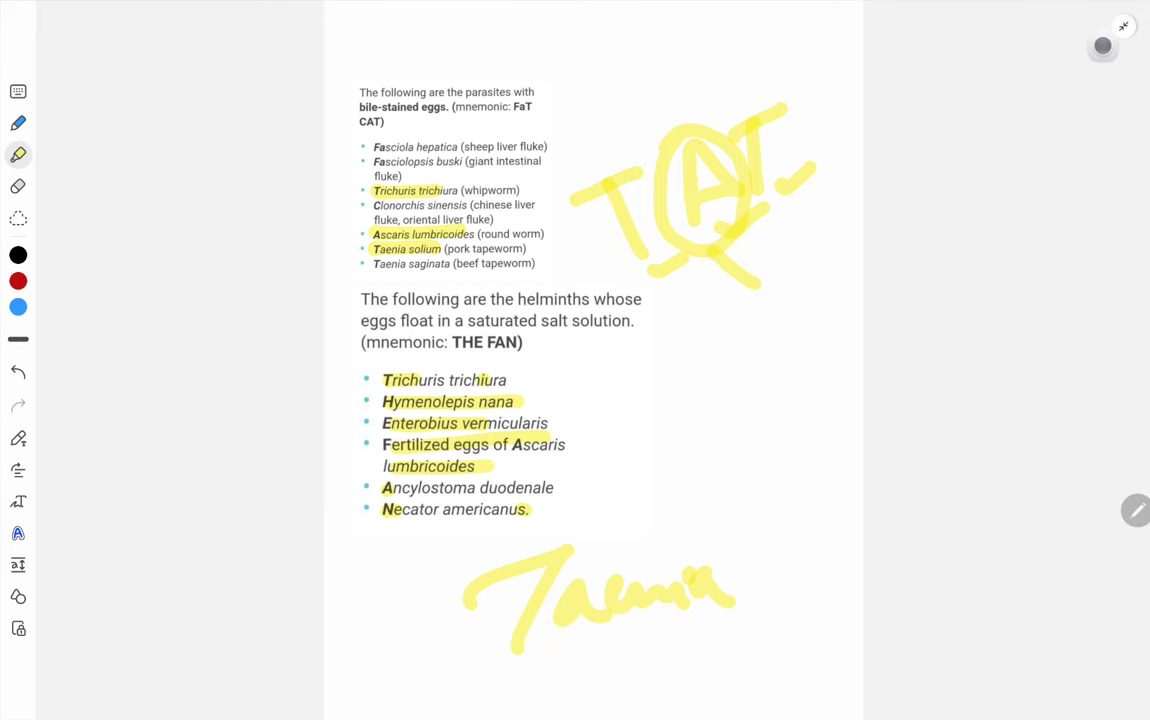 The following are the parasites with
bile-stained eggs. (mnemonic: FaT
CAT)
Fasciola hepatica (sheep liver fluke)
Fasciolopsis buski (giant intestinal
fluke)
Trichuris trichiura (whipworm)
Clonorchis sinensis (chinese liver
fluke, oriental liver fluke)
Ascaris lumbricoides (round worm)
Taenia solium (pork tapeworm)
Taenia saginata (beef tapeworm)
TAT
The following are the helminths whose
eggs float in a saturated salt solution.
(mnemonic: THE FAN)
Trichuris trichiura
Hymenolepis nana
Enterobius vermicularis
Fertilized eggs of Ascaris
lumbricoides
Ancylostoma duodenale
Necator americanus.
Taenia